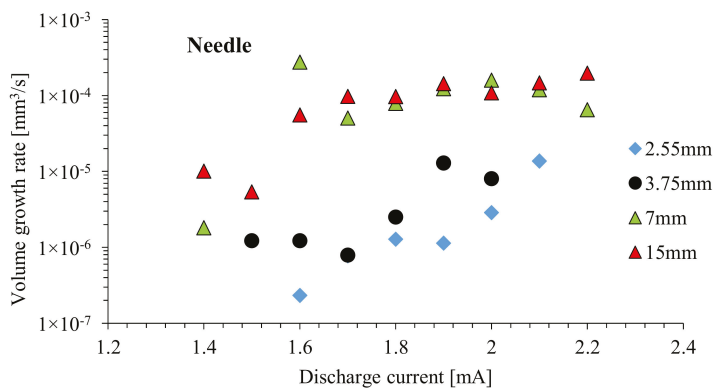 Needle
Volume growth rate [mm³/s]
1×10⁻³
1×10⁻⁴
1×10⁻⁵
1×10⁻⁶
1×10⁻⁷
1.2
1.4
1.6
1.8
2
2.2
2.4
Discharge current [mA]
2.55mm
3.75mm
7mm
15mm